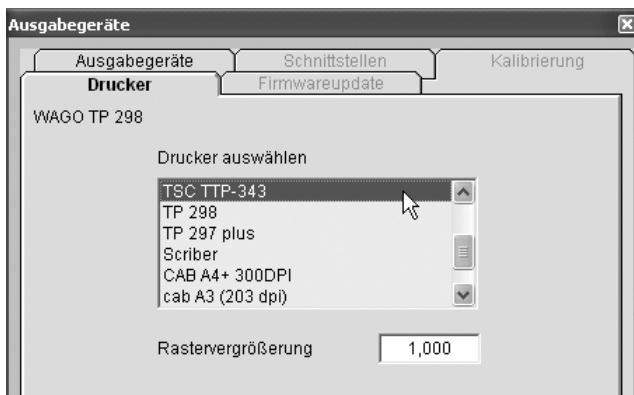 Ausgabegeräte
Ausgabegeräte Schnittstellen Kalibrierung
Drucker Firmwareupdate
WAGO TP 298
Drucker auswählen
TSC TTP-343
TP 298
TP 297 plus
Scriber
CAB A4+ 300DPI
cab A3 (203 dpi)
Rastervergrößerung 1,000